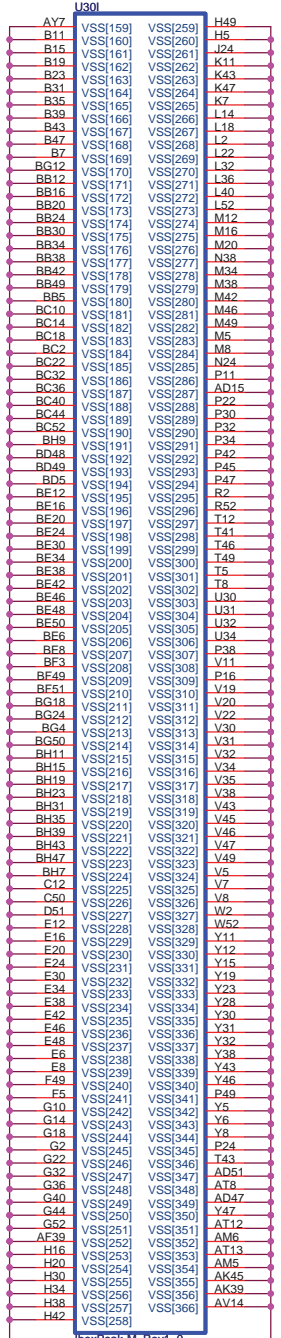 U30I
AY7 VSS[159] VSS[259] H49
B11 VSS[160] VSS[260] H5
B15 VSS[161] VSS[261] J24
B19 VSS[162] VSS[262] K11
B23 VSS[163] VSS[263] K43
B31 VSS[164] VSS[264] K47
B35 VSS[165] VSS[265] K7
B39 VSS[166] VSS[266] L14
B43 VSS[167] VSS[267] L18
B47 VSS[168] VSS[268] L2
B7 VSS[169] VSS[269] L22
BG12 VSS[170] VSS[270] L32
BB12 VSS[171] VSS[271] L36
BB16 VSS[172] VSS[272] L40
BB20 VSS[173] VSS[273] L52
BB24 VSS[174] VSS[274] M12
BB30 VSS[175] VSS[275] M16
BB34 VSS[176] VSS[276] M20
BB38 VSS[177] VSS[277] N38
BB42 VSS[178] VSS[278] M34
BB49 VSS[179] VSS[279] M38
BB5 VSS[180] VSS[280] M42
BC10 VSS[181] VSS[281] M46
BC14 VSS[182] VSS[282] M49
BC18 VSS[183] VSS[283] M5
BC2 VSS[184] VSS[284] M8
BC22 VSS[185] VSS[285] N24
BC32 VSS[186] VSS[286] P11
BC36 VSS[187] VSS[287] AD15
BC40 VSS[188] VSS[288] P22
BC44 VSS[189] VSS[289] P30
BC52 VSS[190] VSS[290] P32
BH9 VSS[191] VSS[291] P34
BD48 VSS[192] VSS[292] P42
BD49 VSS[193] VSS[293] P45
BD5 VSS[194] VSS[294] P47
BE12 VSS[195] VSS[295] R2
BE16 VSS[196] VSS[296] R52
BE20 VSS[197] VSS[297] T12
BE24 VSS[198] VSS[298] T41
BE30 VSS[199] VSS[299] T46
BE34 VSS[200] VSS[300] T49
BE38 VSS[201] VSS[301] T5
BE42 VSS[202] VSS[302] T8
BE46 VSS[203] VSS[303] U30
BE48 VSS[204] VSS[304] U31
BE50 VSS[205] VSS[305] U32
BE6 VSS[206] VSS[306] U34
BE8 VSS[207] VSS[307] P38
BF3 VSS[208] VSS[308] V11
BF49 VSS[209] VSS[309] P16
BF51 VSS[210] VSS[310] V19
BG18 VSS[211] VSS[311] V20
BG24 VSS[212] VSS[312] V22
BG4 VSS[213] VSS[313] V30
BG50 VSS[214] VSS[314] V31
BH11 VSS[215] VSS[315] V32
BH15 VSS[216] VSS[316] V34
BH19 VSS[217] VSS[317] V35
BH23 VSS[218] VSS[318] V38
BH31 VSS[219] VSS[319] V43
BH35 VSS[220] VSS[320] V45
BH39 VSS[221] VSS[321] V46
BH43 VSS[222] VSS[322] V47
BH47 VSS[223] VSS[323] V49
BH7 VSS[224] VSS[324] V5
C12 VSS[225] VSS[325] V7
C50 VSS[226] VSS[326] V8
D51 VSS[227] VSS[327] W2
E12 VSS[228] VSS[328] W52
E16 VSS[229] VSS[329] Y11
E20 VSS[230] VSS[330] Y12
E24 VSS[231] VSS[331] Y15
E30 VSS[232] VSS[332] Y19
E34 VSS[233] VSS[333] Y23
E38 VSS[234] VSS[334] Y28
E42 VSS[235] VSS[335] Y30
E46 VSS[236] VSS[336] Y31
E48 VSS[237] VSS[337] Y32
E6 VSS[238] VSS[338] Y38
E8 VSS[239] VSS[339] Y43
F49 VSS[240] VSS[340] Y46
F5 VSS[241] VSS[341] P49
G10 VSS[242] VSS[342] Y5
G14 VSS[243] VSS[343] Y6
G18 VSS[244] VSS[344] Y8
G2 VSS[245] VSS[345] P24
G22 VSS[246] VSS[346] T43
G32 VSS[247] VSS[347] AD51
G36 VSS[248] VSS[348] AT8
G40 VSS[249] VSS[349] AD47
G44 VSS[250] VSS[350] Y47
G52 VSS[251] VSS[351] AT12
AF39 VSS[252] VSS[352] AM6
H16 VSS[253] VSS[353] AT13
H20 VSS[254] VSS[354] AM5
H30 VSS[255] VSS[355] AK45
H34 VSS[256] VSS[356] AK39
H38 VSS[257] VSS[366] AV14
H42 VSS[258]